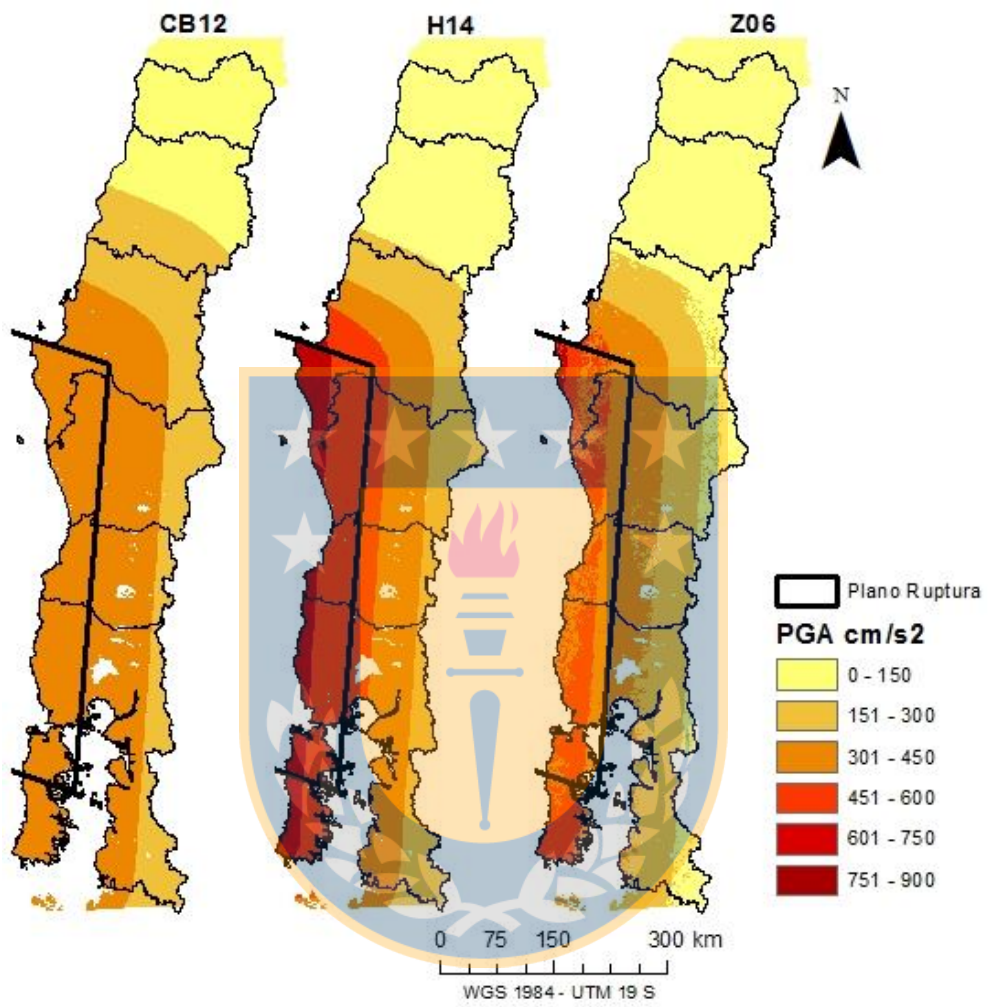 CB12
H14
Z06
N
Plano Ruptura
PGA cm/s2
0 - 150
151 - 300
301 - 450
451 - 600
601 - 750
751 - 900
0 75 150 300 km
WGS 1984 - UTM 19 S